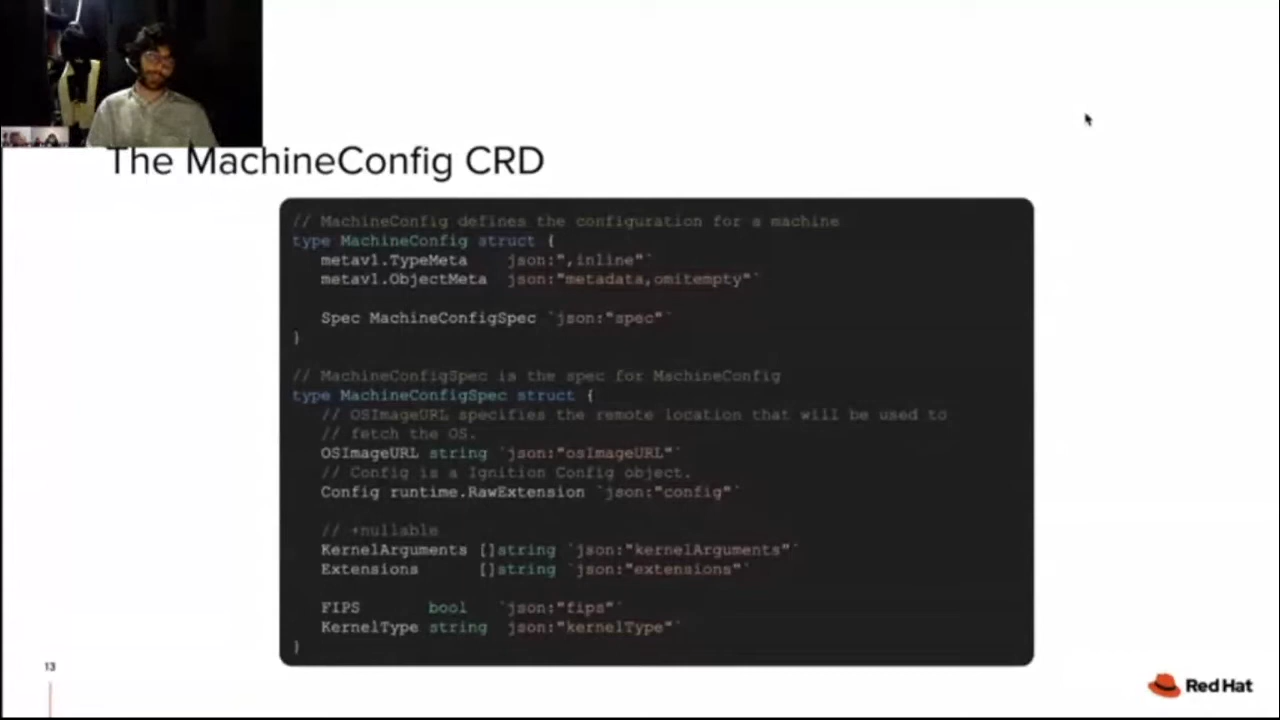 The MachineConfig CRD
// MachineConfig defines the configuration for a machine
type MachineConfig struct {
metav1.TypeMeta json:",inline"`
metav1.ObjectMeta json:"metadata,omitempty"`
Spec MachineConfigSpec `json:"spec"`
}
// MachineConfigSpec is the spec for MachineConfig
type MachineConfigSpec struct {
// OSImageURL specifies the remote location that will be used to
// fetch the OS.
OSImageURL string `json:"osImageURL"`
// Config is a Ignition Config object.
Config runtime.RawExtension `json:"config"`
// +nullable
KernelArguments []string `json:"kernelArguments"`
Extensions []string `json:"extensions"`
FIPS bool `json:"fips"`
KernelType string json:"kernelType"`
}
13
Red Hat